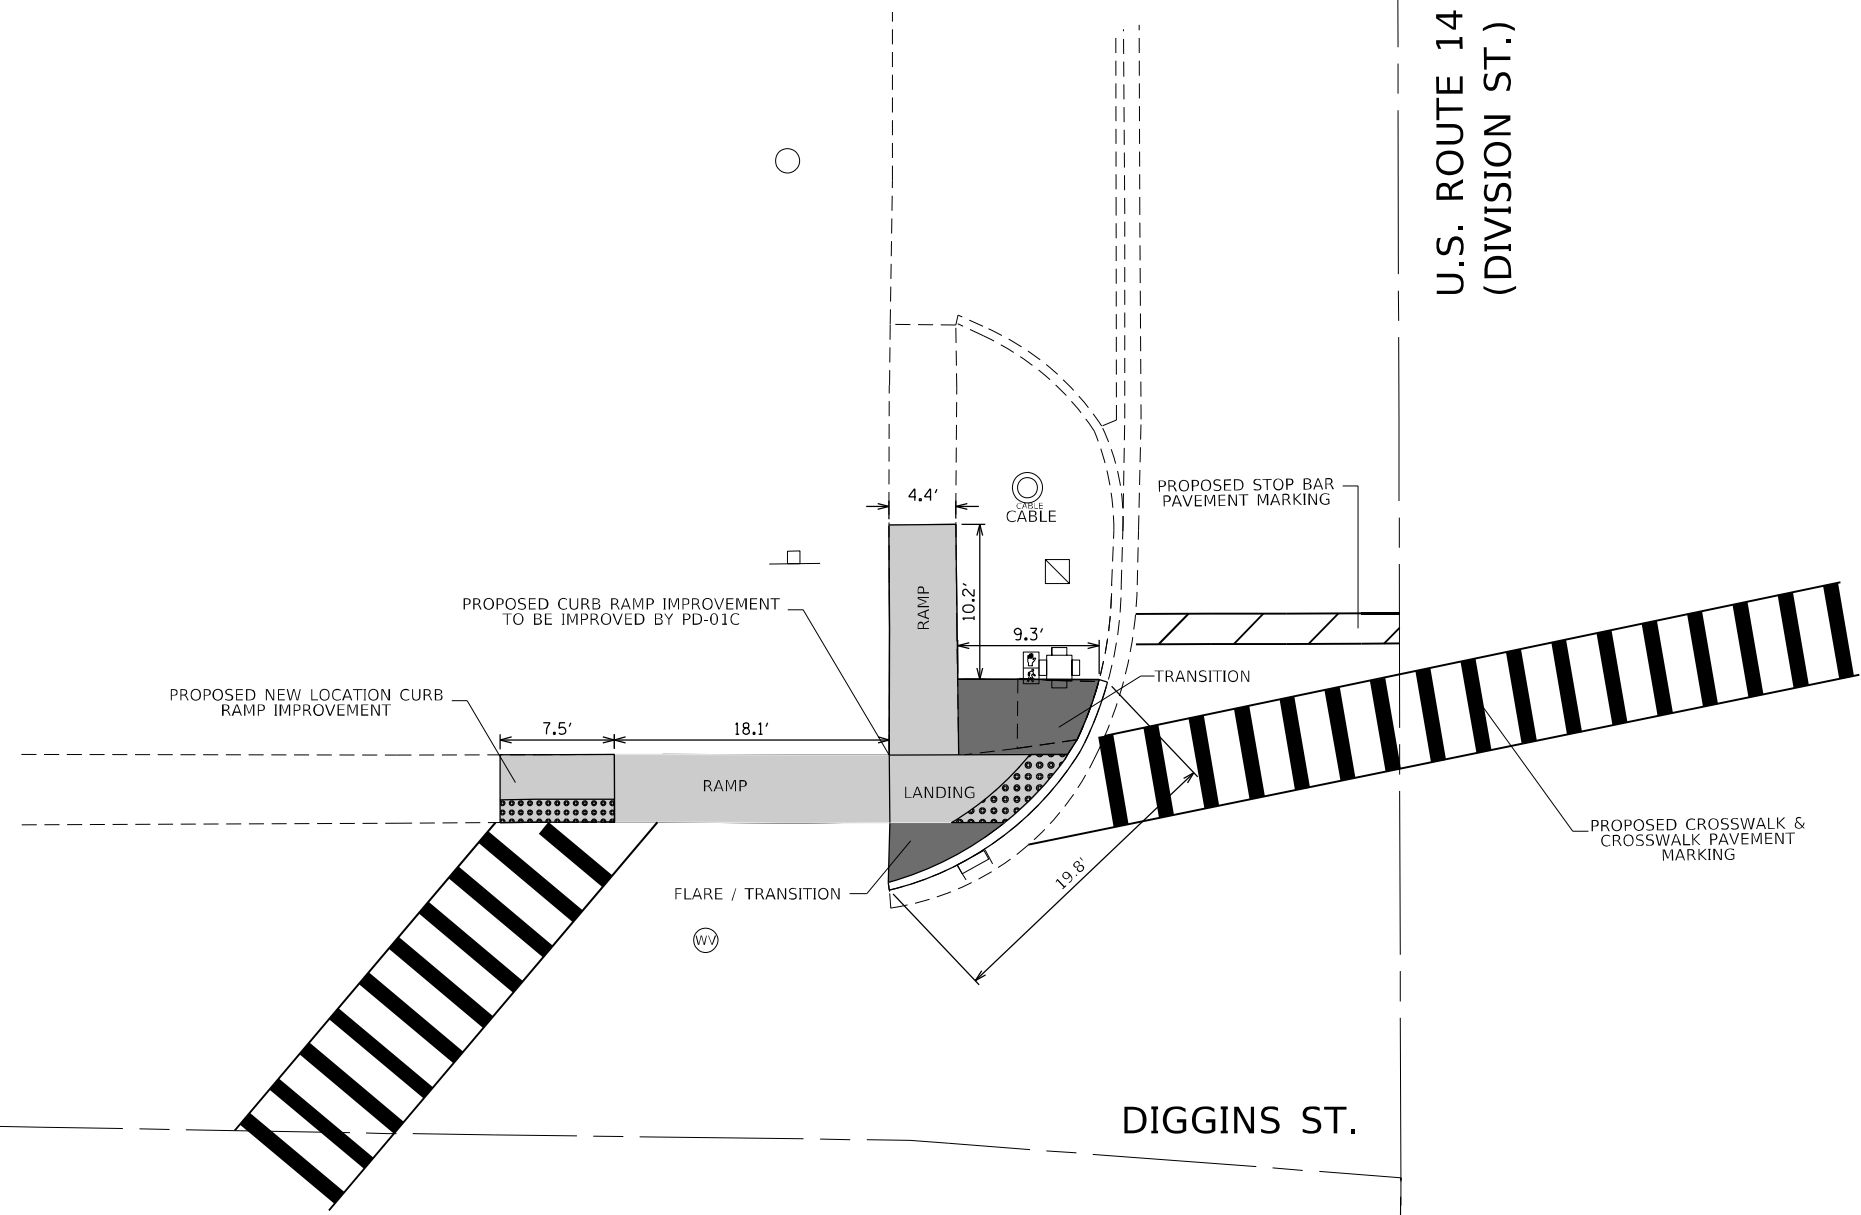 U.S. ROUTE 14
(DIVISION ST.)
PROPOSED STOP BAR
PAVEMENT MARKING
4.4'
CABLE
CABLE
RAMP
10.2'
9.3'
PROPOSED CURB RAMP IMPROVEMENT
TO BE IMPROVED BY PD-01C
TRANSITION
PROPOSED NEW LOCATION CURB
RAMP IMPROVEMENT
7.5'
18.1'
RAMP
LANDING
PROPOSED CROSSWALK &
CROSSWALK PAVEMENT
MARKING
19.8'
FLARE / TRANSITION
WV
DIGGINS ST.